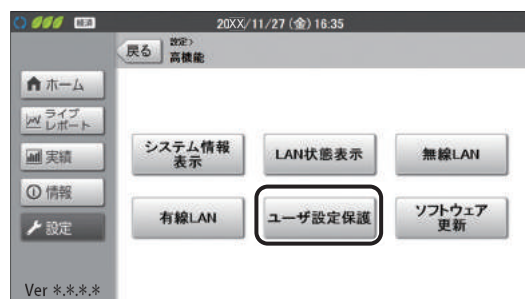 経済
20XX/11/27 (金) 16:35
戻る
設定>
高機能
ホーム
ライブ
レポート
実績
情報
設定
システム情報
表示
LAN状態表示
無線LAN
有線LAN
ユーザ設定保護
ソフトウェア
更新
Ver *.*.*.*